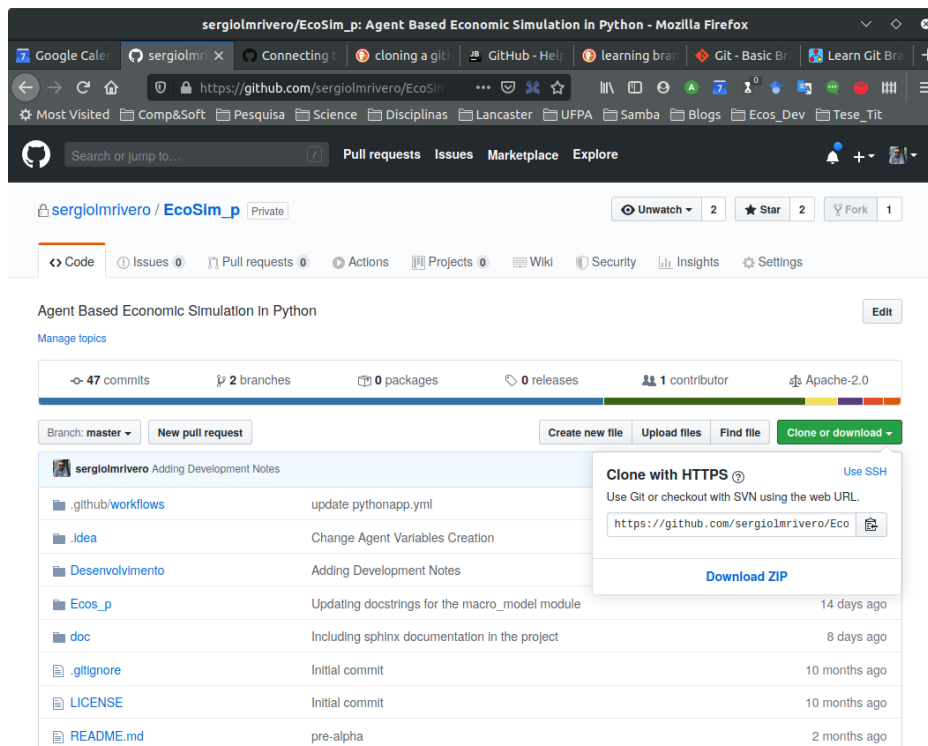 sergiolmrivero/EcoSim_p: Agent Based Economic Simulation in Python - Mozilla Firefox
7 Google Caler sergiolmri Connecting t cloning a gitl GitHub - Help learning bran Git - Basic Br Learn Git Bra
https://github.com/sergiolmrivero/EcoSim
Most Visited Comp&Soft Pesquisa Science Disciplinas Lancaster UFPA Samba Blogs Ecos_Dev Tese_Tit
Search or jump to... / Pull requests Issues Marketplace Explore
sergiolmrivero / EcoSim_p Private Unwatch 2 Star 2 Fork 1
Code Issues 0 Pull requests 0 Actions Projects 0 Wiki Security Insights Settings
Agent Based Economic Simulation in Python Edit
Manage topics
47 commits 2 branches 0 packages 0 releases 1 contributor Apache-2.0
Branch: master New pull request Create new file Upload files Find file Clone or download
sergiolmrivero Adding Development Notes
.github/workflows update pythonapp.yml
.idea Change Agent Variables Creation
Desenvolvimento Adding Development Notes
Clone with HTTPS ? Use SSH
Use Git or checkout with SVN using the web URL.
https://github.com/sergiolmrivero/Eco
Download ZIP
Ecos_p Updating docstrings for the macro_model module 14 days ago
doc Including sphinx documentation in the project 8 days ago
.gitignore Initial commit 10 months ago
LICENSE Initial commit 10 months ago
README.md pre-alpha 2 months ago